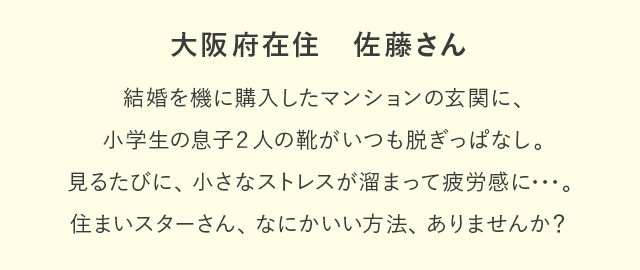 大阪府在住　佐藤さん
結婚を機に購入したマンションの玄関に、
小学生の息子2人の靴がいつも脱ぎっぱなし。
見るたびに、小さなストレスが溜まって疲労感に・・・。
住まいスターさん、なにかいい方法、ありませんか？